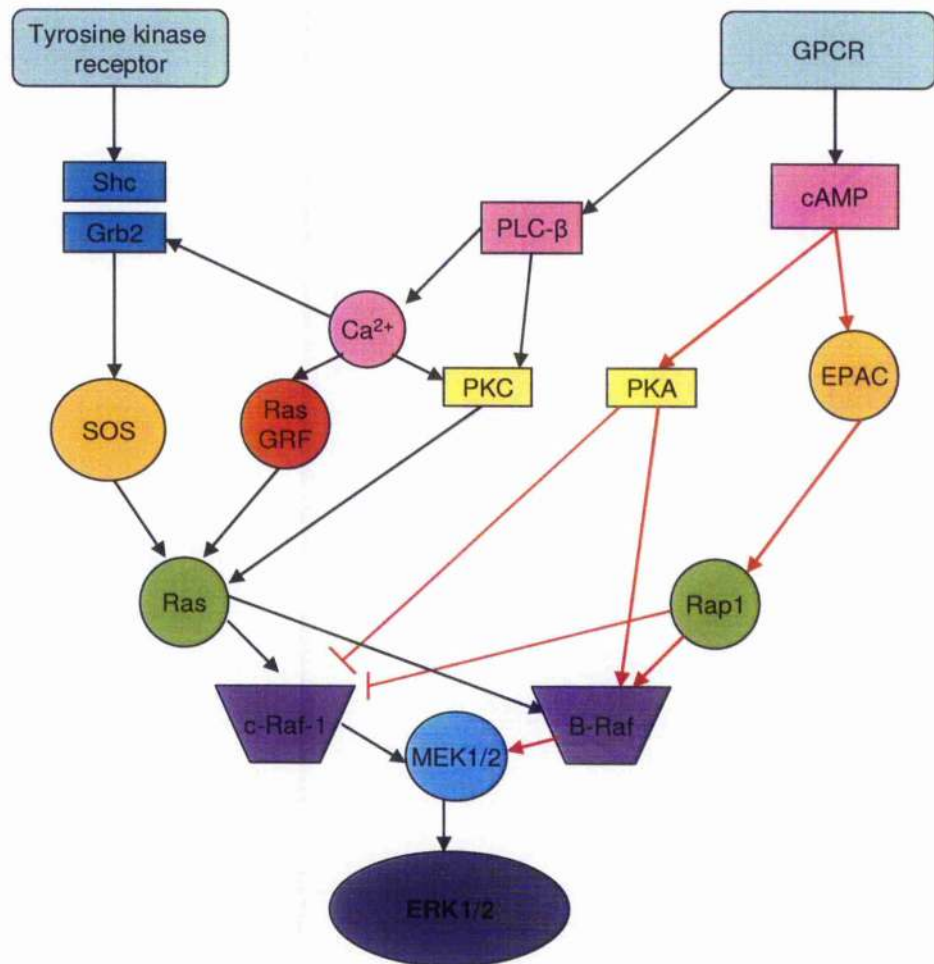 Tyrosine kinase
receptor
GPCR
Shc
cAMP
Grb2
PLC-β
Ca²⁺
EPAC
PKC
PKA
SOS
Ras
GRF
Ras
Rap1
c-Raf-1
B-Raf
MEK1/2
ERK1/2